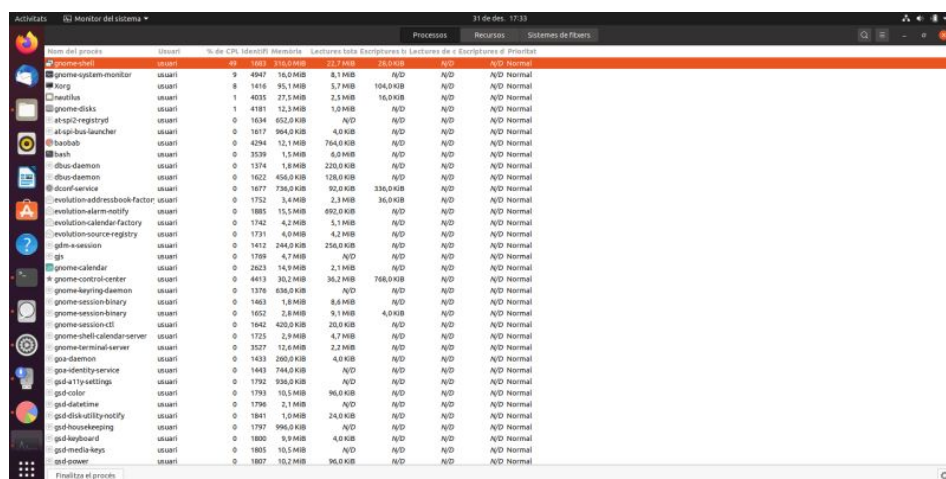 Activitats Monitor del sistema 31 de des. 17:33
Processos Recursos Sistemes de fitxers
Nom del procés Usuari % de CPU Identifi Memòria Lectures tota Escriptures t Lectures de c Escriptures d Prioritat
gnome-shell usuari 49 1683 316,0 MiB 22,7 MiB 28,0 KiB N/D N/D Normal
gnome-system-monitor usuari 9 4947 16,0 MiB 8,1 MiB N/D N/D N/D Normal
Xorg usuari 8 1416 95,1 MiB 5,7 MiB 104,0 KiB N/D N/D Normal
nautilus usuari 1 4035 27,5 MiB 2,5 MiB 16,0 KiB N/D N/D Normal
gnome-disks usuari 1 4181 12,3 MiB 1,0 MiB N/D N/D N/D Normal
at-spi2-registryd usuari 0 1634 652,0 KiB N/D N/D N/D N/D Normal
at-spi-bus-launcher usuari 0 1617 964,0 KiB 4,0 KiB N/D N/D N/D Normal
baobab usuari 0 4294 12,1 MiB 764,0 KiB N/D N/D N/D Normal
bash usuari 0 3539 1,5 MiB 6,0 MiB N/D N/D N/D Normal
dbus-daemon usuari 0 1374 1,8 MiB 220,0 KiB N/D N/D N/D Normal
dbus-daemon usuari 0 1622 456,0 KiB 128,0 KiB N/D N/D N/D Normal
dconf-service usuari 0 1677 736,0 KiB 92,0 KiB 336,0 KiB N/D N/D Normal
evolution-addressbook-factory usuari 0 1752 3,4 MiB 2,3 MiB 36,0 KiB N/D N/D Normal
evolution-alarm-notify usuari 0 1885 15,5 MiB 692,0 KiB N/D N/D N/D Normal
evolution-calendar-factory usuari 0 1742 4,2 MiB 5,1 MiB N/D N/D N/D Normal
evolution-source-registry usuari 0 1731 4,0 MiB 4,2 MiB N/D N/D N/D Normal
gdm-x-session usuari 0 1412 244,0 KiB 256,0 KiB N/D N/D N/D Normal
gjs usuari 0 1769 4,7 MiB N/D N/D N/D N/D Normal
gnome-calendar usuari 0 2623 14,9 MiB 2,1 MiB N/D N/D N/D Normal
gnome-control-center usuari 0 4413 30,2 MiB 36,2 MiB 768,0 KiB N/D N/D Normal
gnome-keyring-daemon usuari 0 1376 636,0 KiB N/D N/D N/D N/D Normal
gnome-session-binary usuari 0 1463 1,8 MiB 8,6 MiB N/D N/D N/D Normal
gnome-session-binary usuari 0 1652 2,8 MiB 9,1 MiB 4,0 KiB N/D N/D Normal
gnome-session-ctl usuari 0 1642 420,0 KiB 20,0 KiB N/D N/D N/D Normal
gnome-shell-calendar-server usuari 0 1725 2,9 MiB 4,7 MiB N/D N/D N/D Normal
gnome-terminal-server usuari 0 3527 12,6 MiB 2,2 MiB N/D N/D N/D Normal
goa-daemon usuari 0 1433 260,0 KiB 4,0 KiB N/D N/D N/D Normal
goa-identity-service usuari 0 1443 744,0 KiB N/D N/D N/D N/D Normal
gsd-a11y-settings usuari 0 1792 936,0 KiB N/D N/D N/D N/D Normal
gsd-color usuari 0 1793 10,5 MiB 96,0 KiB N/D N/D N/D Normal
gsd-datetime usuari 0 1796 2,1 MiB N/D N/D N/D N/D Normal
gsd-disk-utility-notify usuari 0 1841 1,0 MiB 24,0 KiB N/D N/D N/D Normal
gsd-housekeeping usuari 0 1797 996,0 KiB N/D N/D N/D N/D Normal
gsd-keyboard usuari 0 1800 9,9 MiB 4,0 KiB N/D N/D N/D Normal
gsd-media-keys usuari 0 1805 10,5 MiB N/D N/D N/D N/D Normal
gsd-power usuari 0 1807 10,2 MiB 96,0 KiB N/D N/D N/D Normal
Finalitza el procés